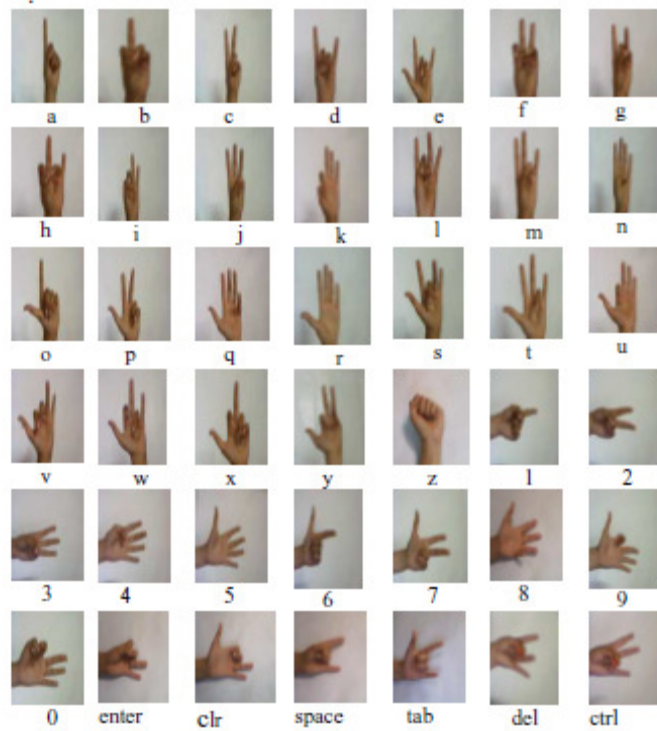 a b c d e f g
h i j k l m n
o p q r s t u
v w x y z 1 2
3 4 5 6 7 8 9
0 enter clr space tab del ctrl